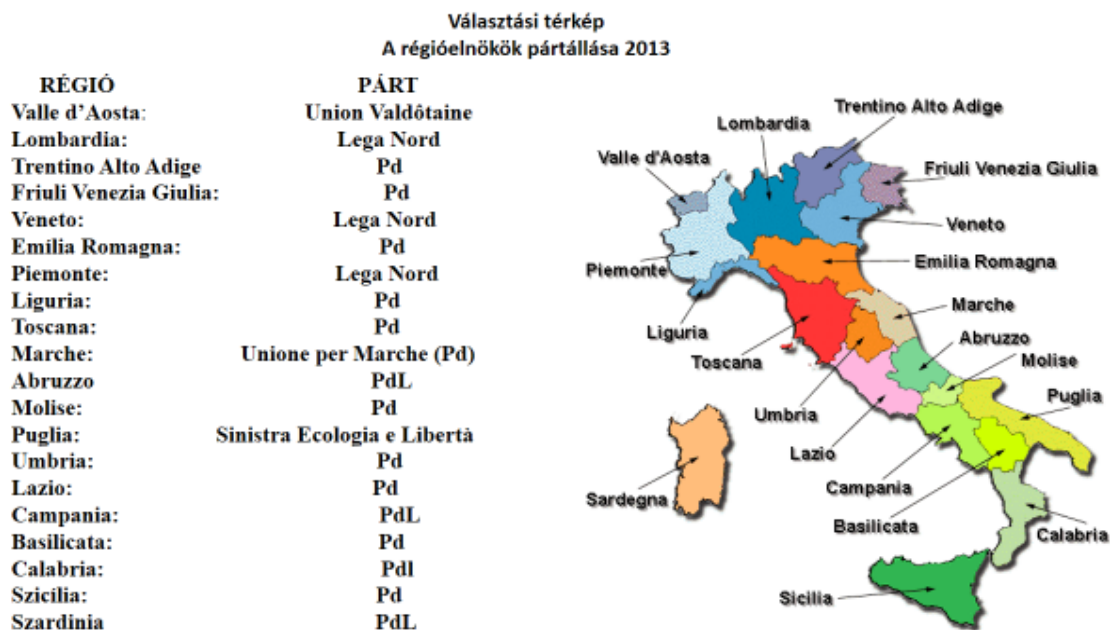 Választási térkép
A régióelnökök pártállása 2013
RÉGIÓ PÁRT
Valle d’Aosta: Union Valdôtaine
Lombardia: Lega Nord
Trentino Alto Adige Pd
Friuli Venezia Giulia: Pd
Veneto: Lega Nord
Emilia Romagna: Pd
Piemonte: Lega Nord
Liguria: Pd
Toscana: Pd
Marche: Unione per Marche (Pd)
Abruzzo PdL
Molise: Pd
Puglia: Sinistra Ecologia e Libertà
Umbria: Pd
Lazio: Pd
Campania: PdL
Basilicata: Pd
Calabria: Pdl
Szicília: Pd
Szardinia PdL
Trentino Alto Adige
Lombardia
Valle d'Aosta
Friuli Venezia Giulia
Veneto
Piemonte
Emilia Romagna
Marche
Liguria
Abruzzo
Toscana
Molise
Puglia
Umbria
Lazio
Campania
Sardegna
Basilicata
Calabria
Sicilia